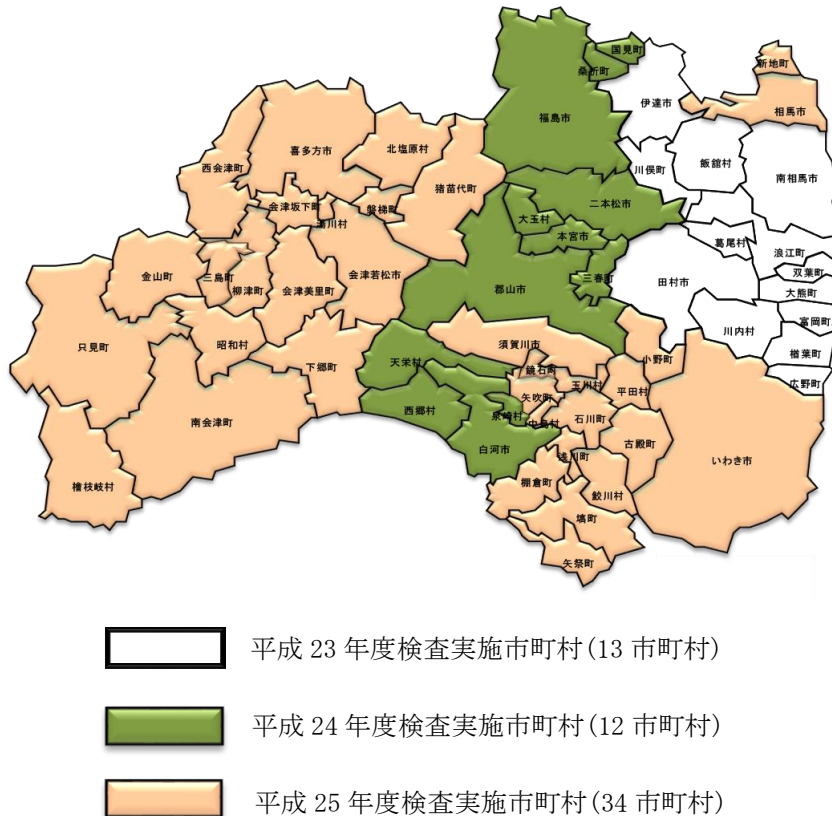 国見町
桑折町
新地町
伊達市
相馬市
福島市
北塩原村
喜多方市
飯舘村
西会津町
川俣町
南相馬市
猪苗代町
会津坂下町
磐梯町
二本松市
湯川村
大玉村
本宮市
葛尾村
浪江町
会津若松市
三春町
双葉町
金山町
三島町
柳津町
会津美里町
田村市
郡山市
大熊町
富岡町
川内村
只見町
昭和村
須賀川市
楢葉町
下郷町
天栄村
小野町
鏡石町
広野町
玉川村
平田村
矢吹町
西郷村
泉崎村
石川町
中島村
南会津町
古殿町
白河市
浅川町
いわき市
棚倉町
檜枝岐村
鮫川村
塙町
矢祭町
平成 23 年度検査実施市町村(13 市町村)
平成 24 年度検査実施市町村(12 市町村)
平成 25 年度検査実施市町村(34 市町村)